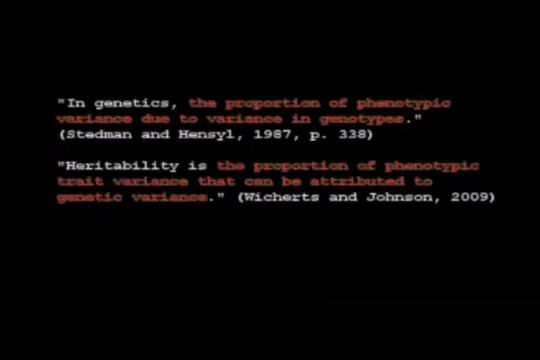 "In genetics, the proportion of phenotypic
variance due to variance in genotypes."
(Stedman and Hensyl, 1987, p. 338)
"Heritability is the proportion of phenotypic
trait variance that can be attributed to
genetic variance." (Wicherts and Johnson, 2009)